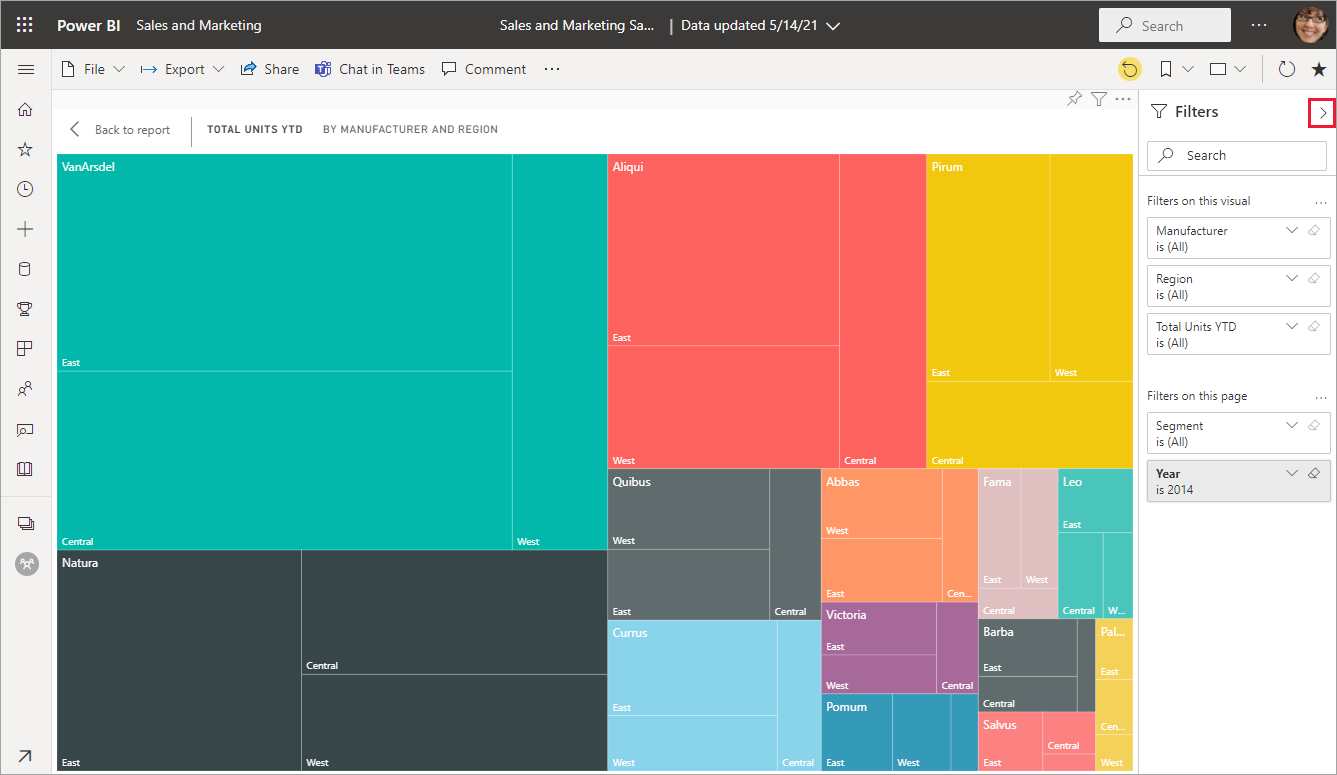 Power BI Sales and Marketing
Sales and Marketing Sa... | Data updated 5/14/21
Search
File
Export
Share
Chat in Teams
Comment
Back to report
TOTAL UNITS YTD
BY MANUFACTURER AND REGION
VanArsdel
East
Central
West
Natura
East
Central
West
Aliqui
East
West
Central
Pirum
East
West
Central
Quibus
West
East
Central
Currus
East
West
Central
Abbas
West
East
Cen...
Victoria
East
West
Central
Pomum
East
West
Fama
East
West
Central
Leo
East
Central
W...
Barba
East
Central
Salvus
East
Central
Pal...
East
Cen...
West
Filters
Search
Filters on this visual
Manufacturer
is (All)
Region
is (All)
Total Units YTD
is (All)
Filters on this page
Segment
is (All)
Year
is 2014